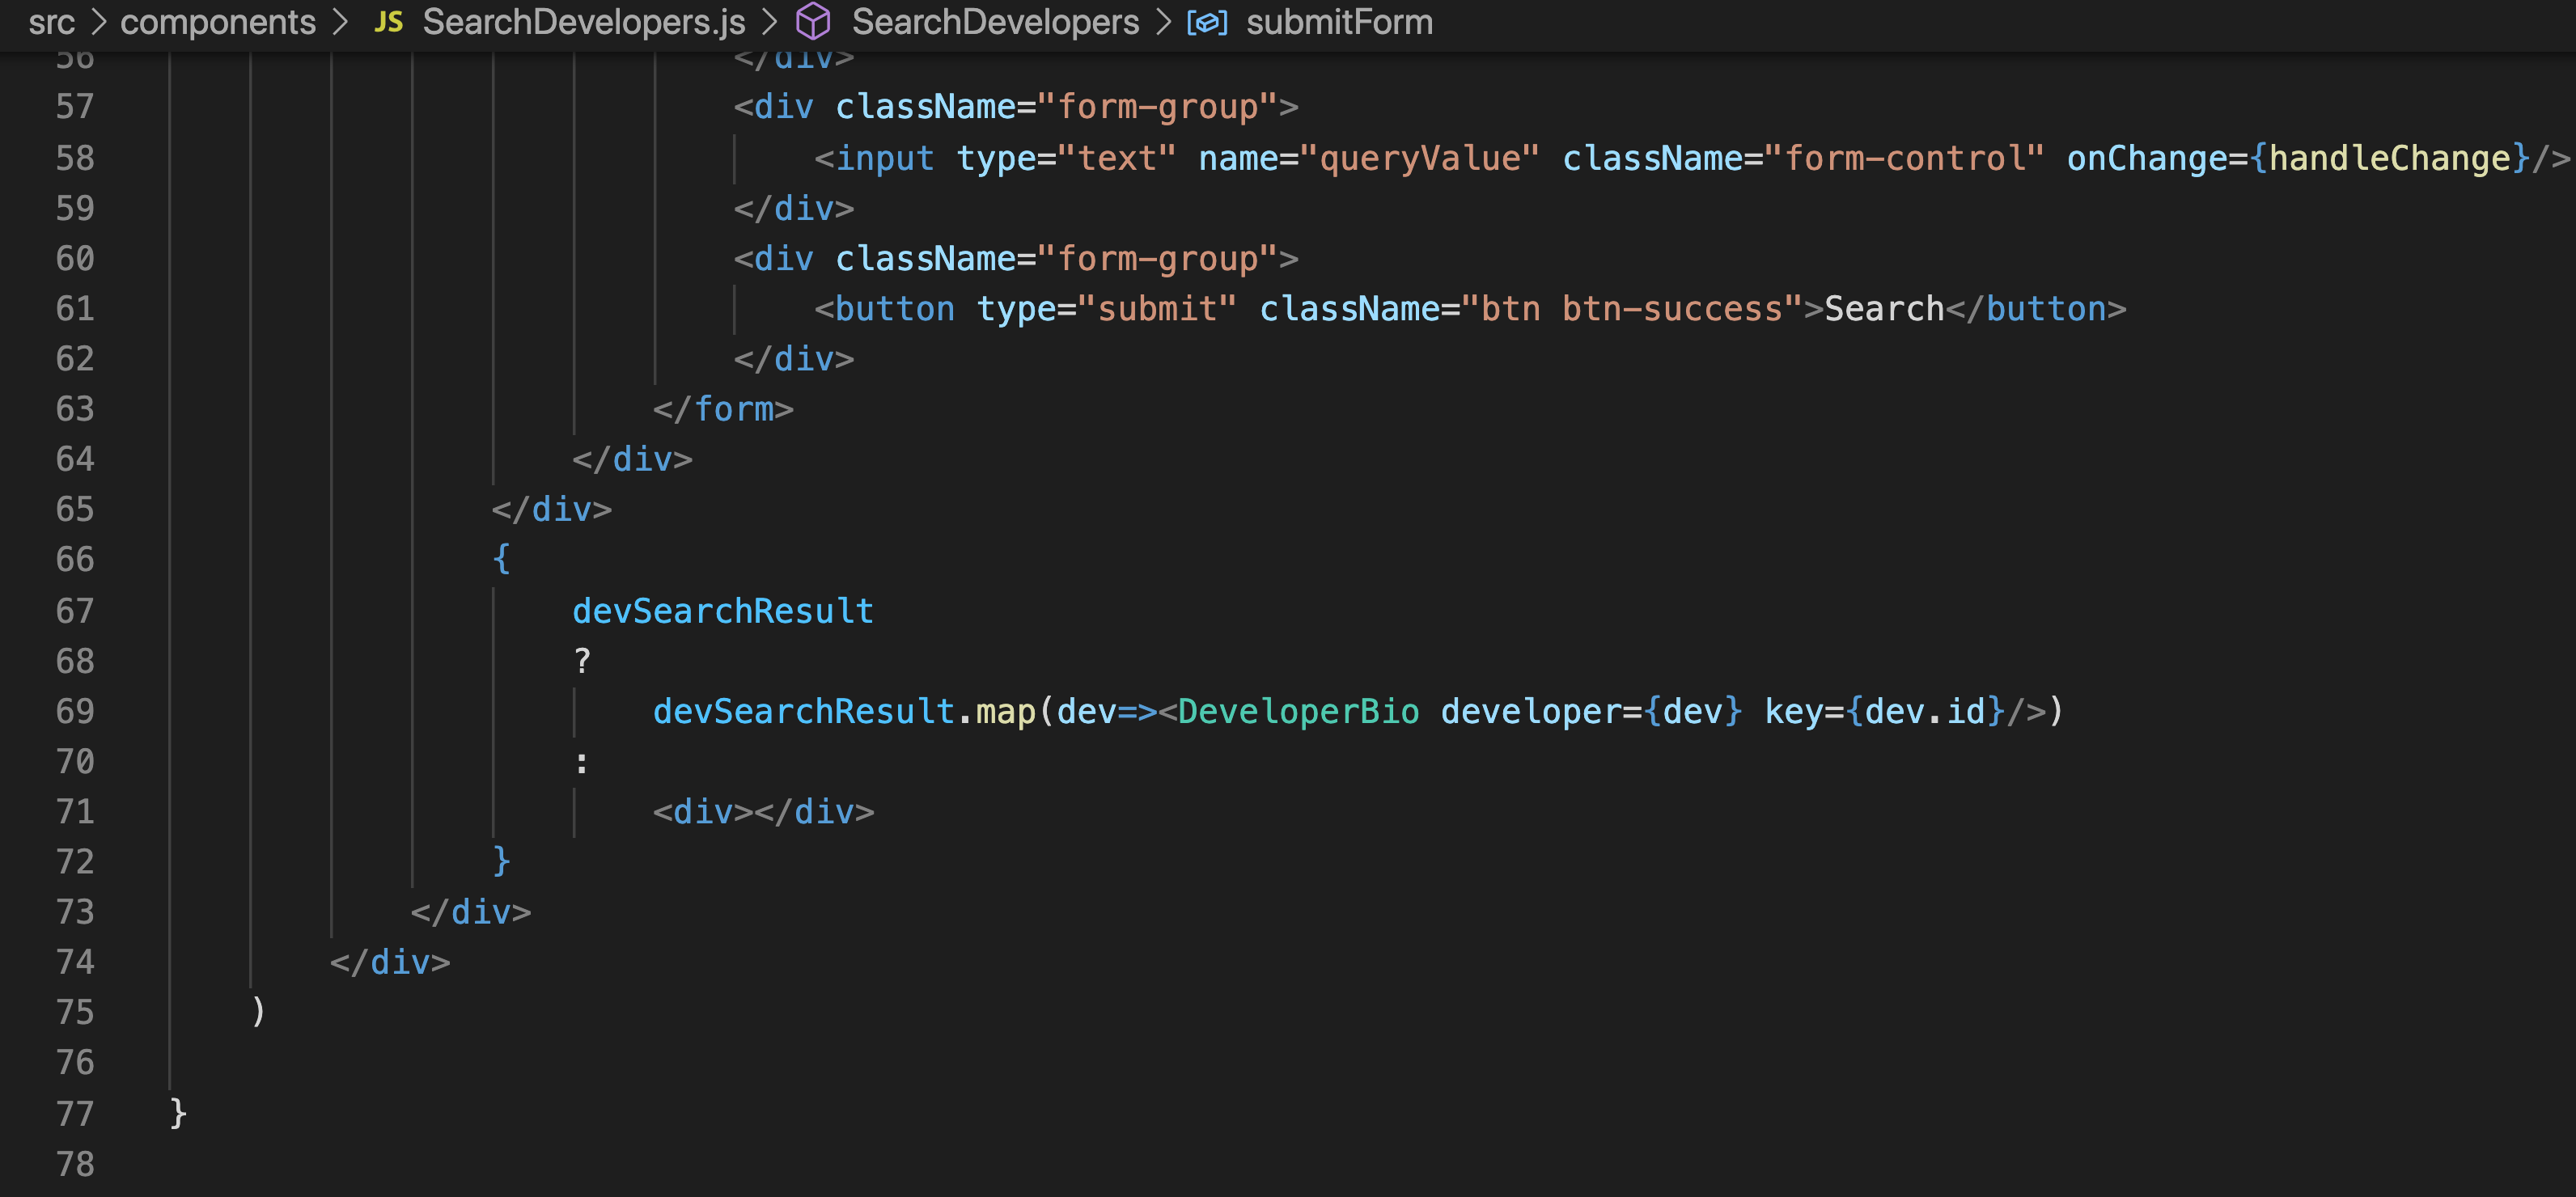 src > components > JS SearchDevelopers.js > SearchDevelopers > submitForm
56 </div>
57 <div className="form-group">
58 <input type="text" name="queryValue" className="form-control" onChange={handleChange}/>
59 </div>
60 <div className="form-group">
61 <button type="submit" className="btn btn-success">Search</button>
62 </div>
63 </form>
64 </div>
65 </div>
66 {
67 devSearchResult
68 ?
69 devSearchResult.map(dev=><DeveloperBio developer={dev} key={dev.id}/>)
70 :
71 <div></div>
72 }
73 </div>
74 </div>
75 )
76
77 }
78